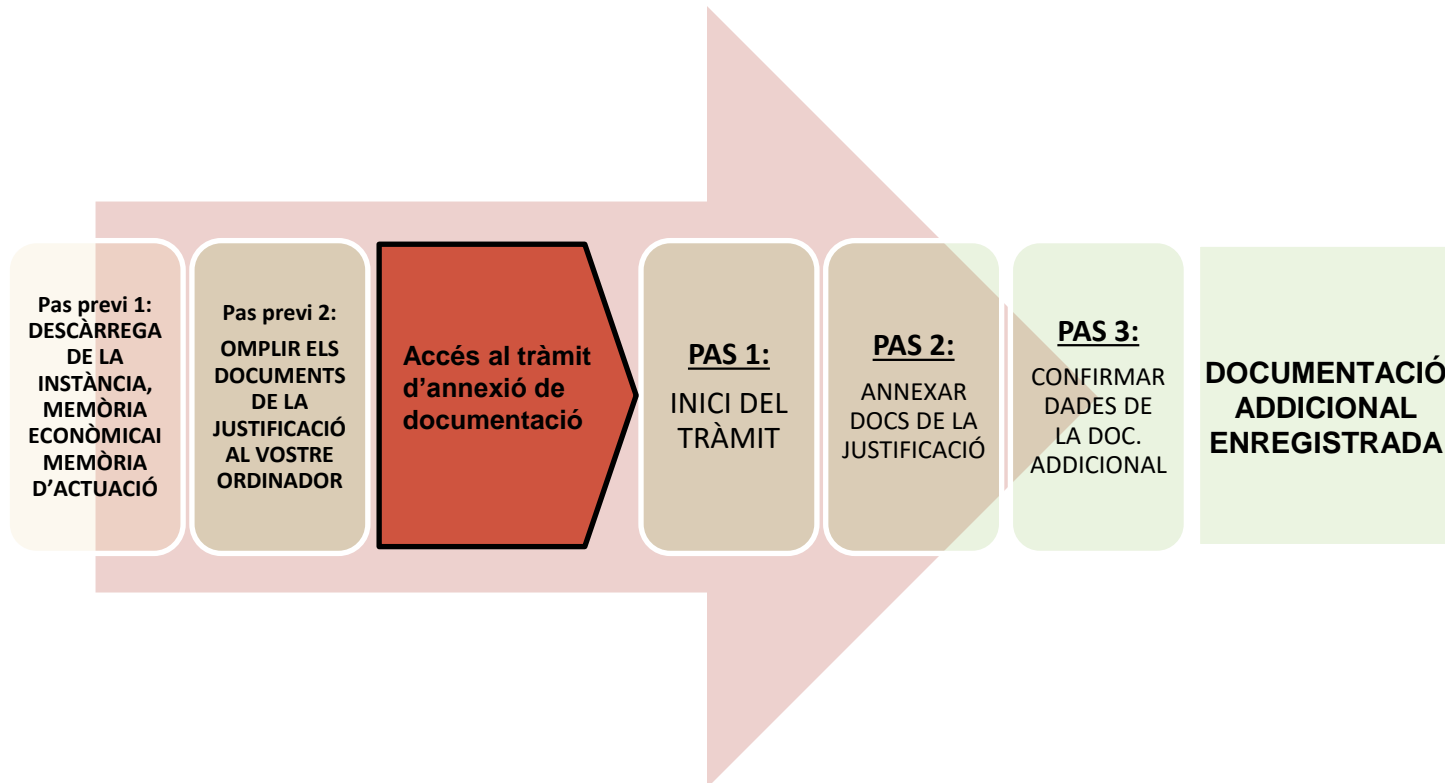 Pas previ 1:
DESCÀRREGA
DE LA
INSTÀNCIA,
MEMÒRIA
ECONÒMICAI
MEMÒRIA
D’ACTUACIÓ
Pas previ 2:
OMPLIR ELS
DOCUMENTS
DE LA
JUSTIFICACIÓ
AL VOSTRE
ORDINADOR
Accés al tràmit
d’annexió de
documentació
PAS 1:
INICI DEL
TRÀMIT
PAS 2:
ANNEXAR
DOCS DE LA
JUSTIFICACIÓ
PAS 3:
CONFIRMAR
DADES DE
LA DOC.
ADDICIONAL
DOCUMENTACIÓ
ADDICIONAL
ENREGISTRADA